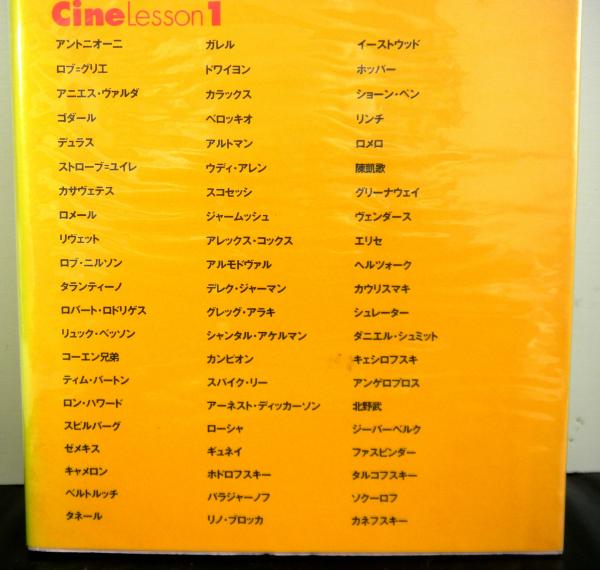 CineLesson1
アントニオーニ
ロブ=グリエ
アニエス・ヴァルダ
ゴダール
デュラス
ストローブ=ユイレ
カサヴェテス
ロメール
リヴェット
ロブ・ニルソン
タランティーノ
ロバート・ロドリゲス
リュック・ベッソン
コーエン兄弟
ティム・バートン
ロン・ハワード
スピルバーグ
ゼメキス
キャメロン
ベルトルッチ
タネール
ガレル
ドワイヨン
カラックス
ベロッキオ
アルトマン
ウディ・アレン
スコセッシ
ジャームッシュ
アレックス・コックス
アルモドヴァル
デレク・ジャーマン
グレッグ・アラキ
シャンタル・アケルマン
カンピオン
スパイク・リー
アーネスト・ディッカーソン
ローシャ
ギュネイ
ホドロフスキー
パラジャーノフ
リノ・ブロッカ
イーストウッド
ホッパー
ショーン・ペン
リンチ
ロメロ
陳凱歌
グリーナウェイ
ヴェンダース
エリセ
ヘルツォーク
カウリスマキ
シュレーター
ダニエル・シュミット
キェシロフスキ
アンゲロプロス
北野武
ジーバーベルク
ファスビンダー
タルコフスキー
ソクーロフ
カネフスキー